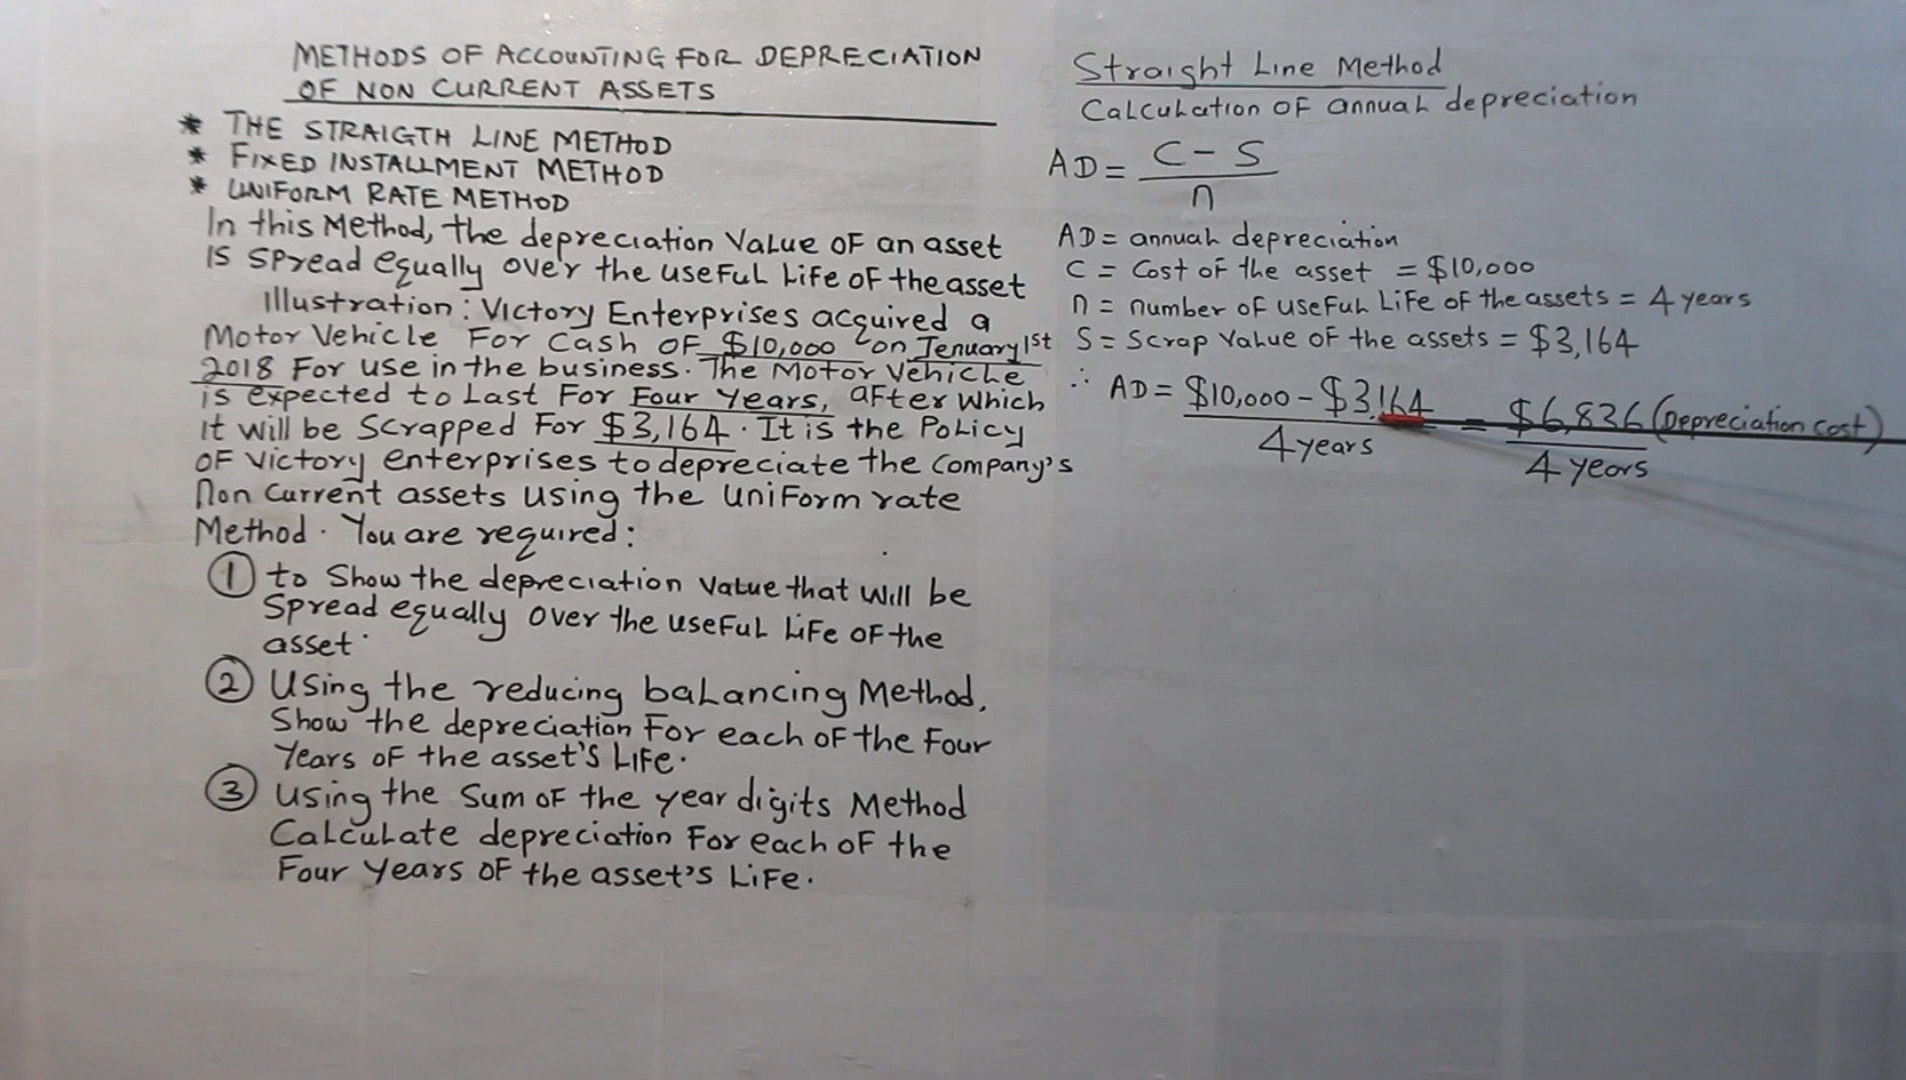 METHODS OF ACCOUNTING FOR DEPRECIATION
OF NON CURRENT ASSETS
* THE STRAIGTH LINE METHOD
* FIXED INSTALLMENT METHOD
* UNIFORM RATE METHOD
In this Method, the depreciation Value OF an asset
is spread equally over the useful Life OF the asset
Illustration: Victory Enterprises acquired a
Motor Vehicle For Cash OF $10,000 on Jenuary 1st
2018 For use in the business. The Motor Vehicle
is expected to Last For Four Years, after which
it will be Scrapped For $3,164. It is the Policy
OF Victory enterprises to depreciate the Company's
Non Current assets using the uniform rate
Method. You are required:
① to Show the depreciation Value that will be
Spread equally over the useful Life OF the
asset.
② Using the reducing balancing Method,
Show the depreciation For each of the Four
Years of the asset's Life.
③ using the Sum OF the year digits Method
Calculate depreciation For each of the
Four Years OF the asset's Life.
Straight Line Method
Calculation OF annual depreciation
AD = C - S
n
AD = annual depreciation
C = Cost of the asset = $10,000
n = number of useful Life of the assets = 4 years
S = Scrap Value of the assets = $3,164
∴ AD = $10,000 - $3,164 = $6,836 (Depreciation cost)
4 years 4 years